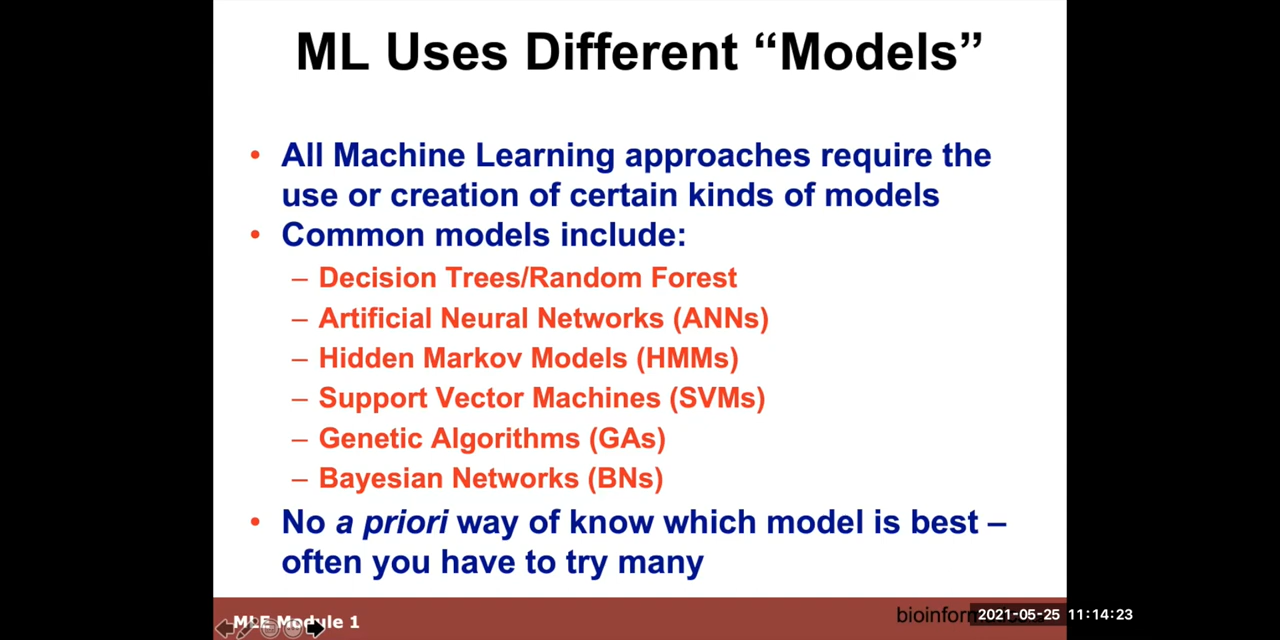 ML Uses Different “Models”
• All Machine Learning approaches require the
use or creation of certain kinds of models
• Common models include:
– Decision Trees/Random Forest
– Artificial Neural Networks (ANNs)
– Hidden Markov Models (HMMs)
– Support Vector Machines (SVMs)
– Genetic Algorithms (GAs)
– Bayesian Networks (BNs)
• No a priori way of know which model is best –
often you have to try many
MLE Module 1
2021-05-25 11:14:23